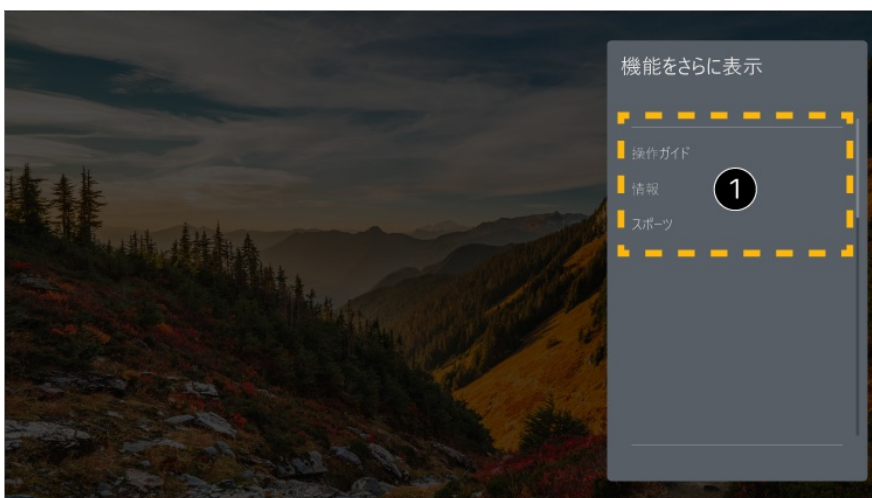 機能をさらに表示
操作ガイド
情報
1
スポーツ